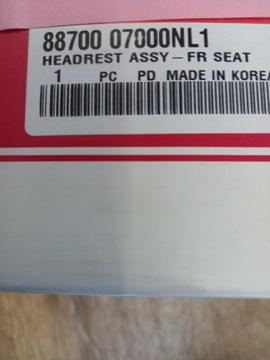 88700 07000NL1
HEADREST ASSY-FR SEAT
1 PC PD MADE IN KOREA